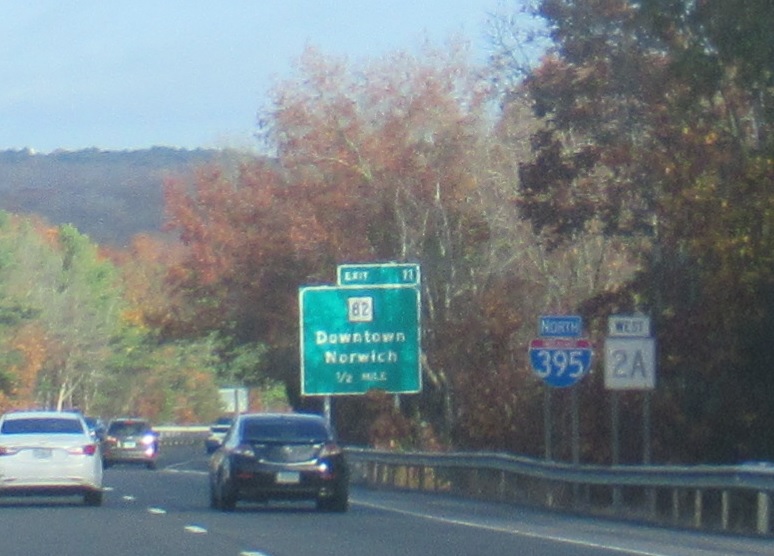 EXIT 11
82
Downtown
Norwich
1/2 MILE
NORTH
395
WEST
2A